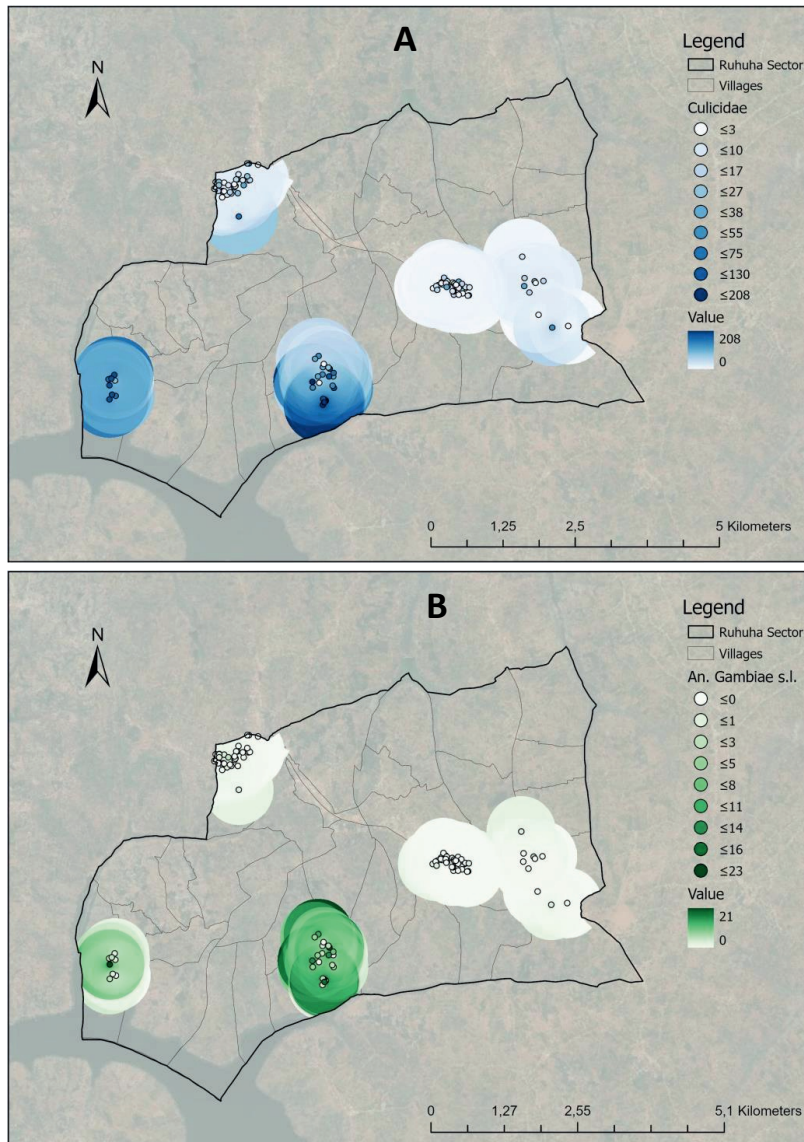 A
N
Legend
Ruhuha Sector
Villages
Culicidae
≤3
≤10
≤17
≤27
≤38
≤55
≤75
≤130
≤208
Value
208
0
0 1,25 2,5 5 Kilometers
B
N
Legend
Ruhuha Sector
Villages
An. Gambiae s.l.
≤0
≤1
≤3
≤5
≤8
≤11
≤14
≤16
≤23
Value
21
0
0 1,27 2,55 5,1 Kilometers